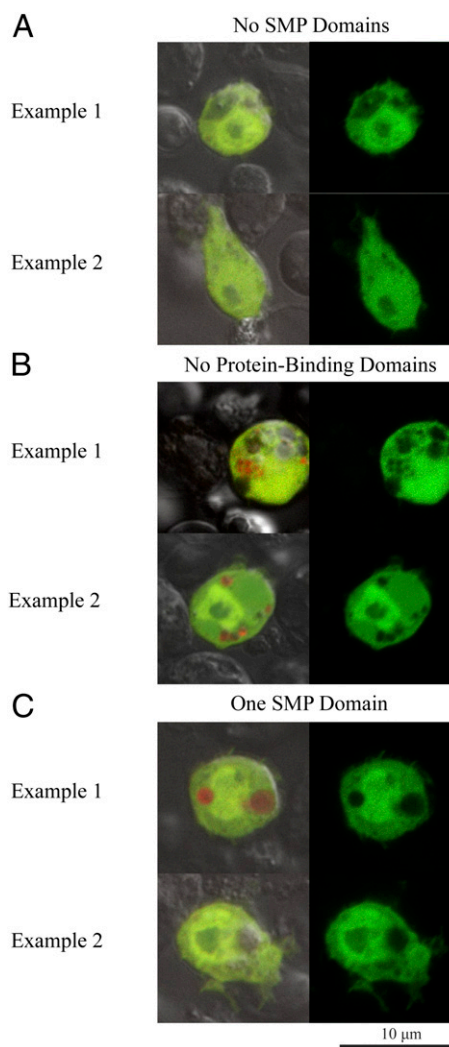 A
No SMP Domains
Example 1
Example 2
B
No Protein-Binding Domains
Example 1
Example 2
C
One SMP Domain
Example 1
Example 2
10 μm